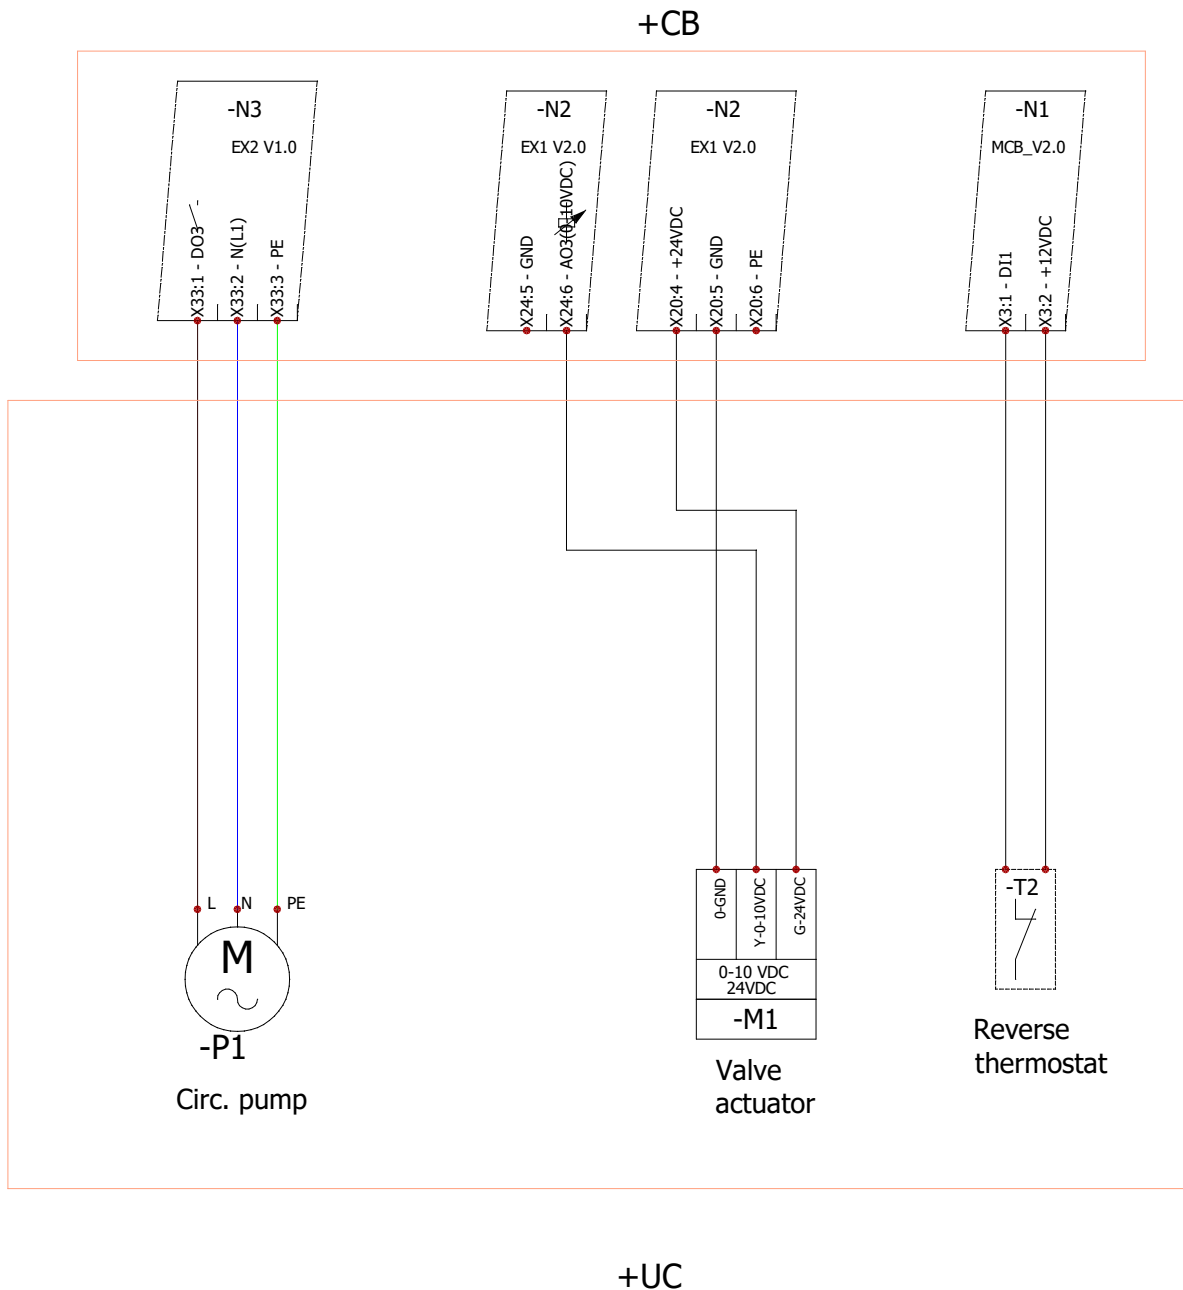 +CB
-N3
EX2 V1.0
X33:1 - DO3
X33:2 - N(L1)
X33:3 - PE
-N2
EX1 V2.0
X24:5 - GND
X24:6 - AO3(0□10VDC)
-N2
EX1 V2.0
X20:4 - +24VDC
X20:5 - GND
X20:6 - PE
-N1
MCB_V2.0
X3:1 - DI1
X3:2 - +12VDC
L
N
PE
M
-P1
Circ. pump
0-GND
Y-0-10VDC
G-24VDC
0-10 VDC
24VDC
-M1
Valve
actuator
-T2
Reverse
thermostat
+UC